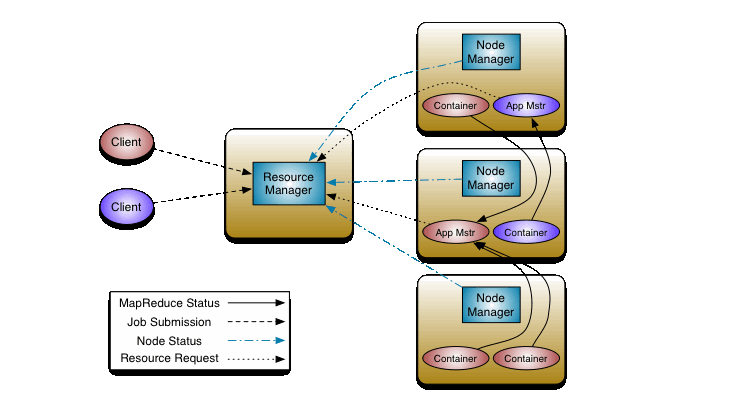 Client
Client
Resource
Manager
Node
Manager
Container
App Mstr
Node
Manager
App Mstr
Container
Node
Manager
Container
Container
MapReduce Status
Job Submission
Node Status
Resource Request